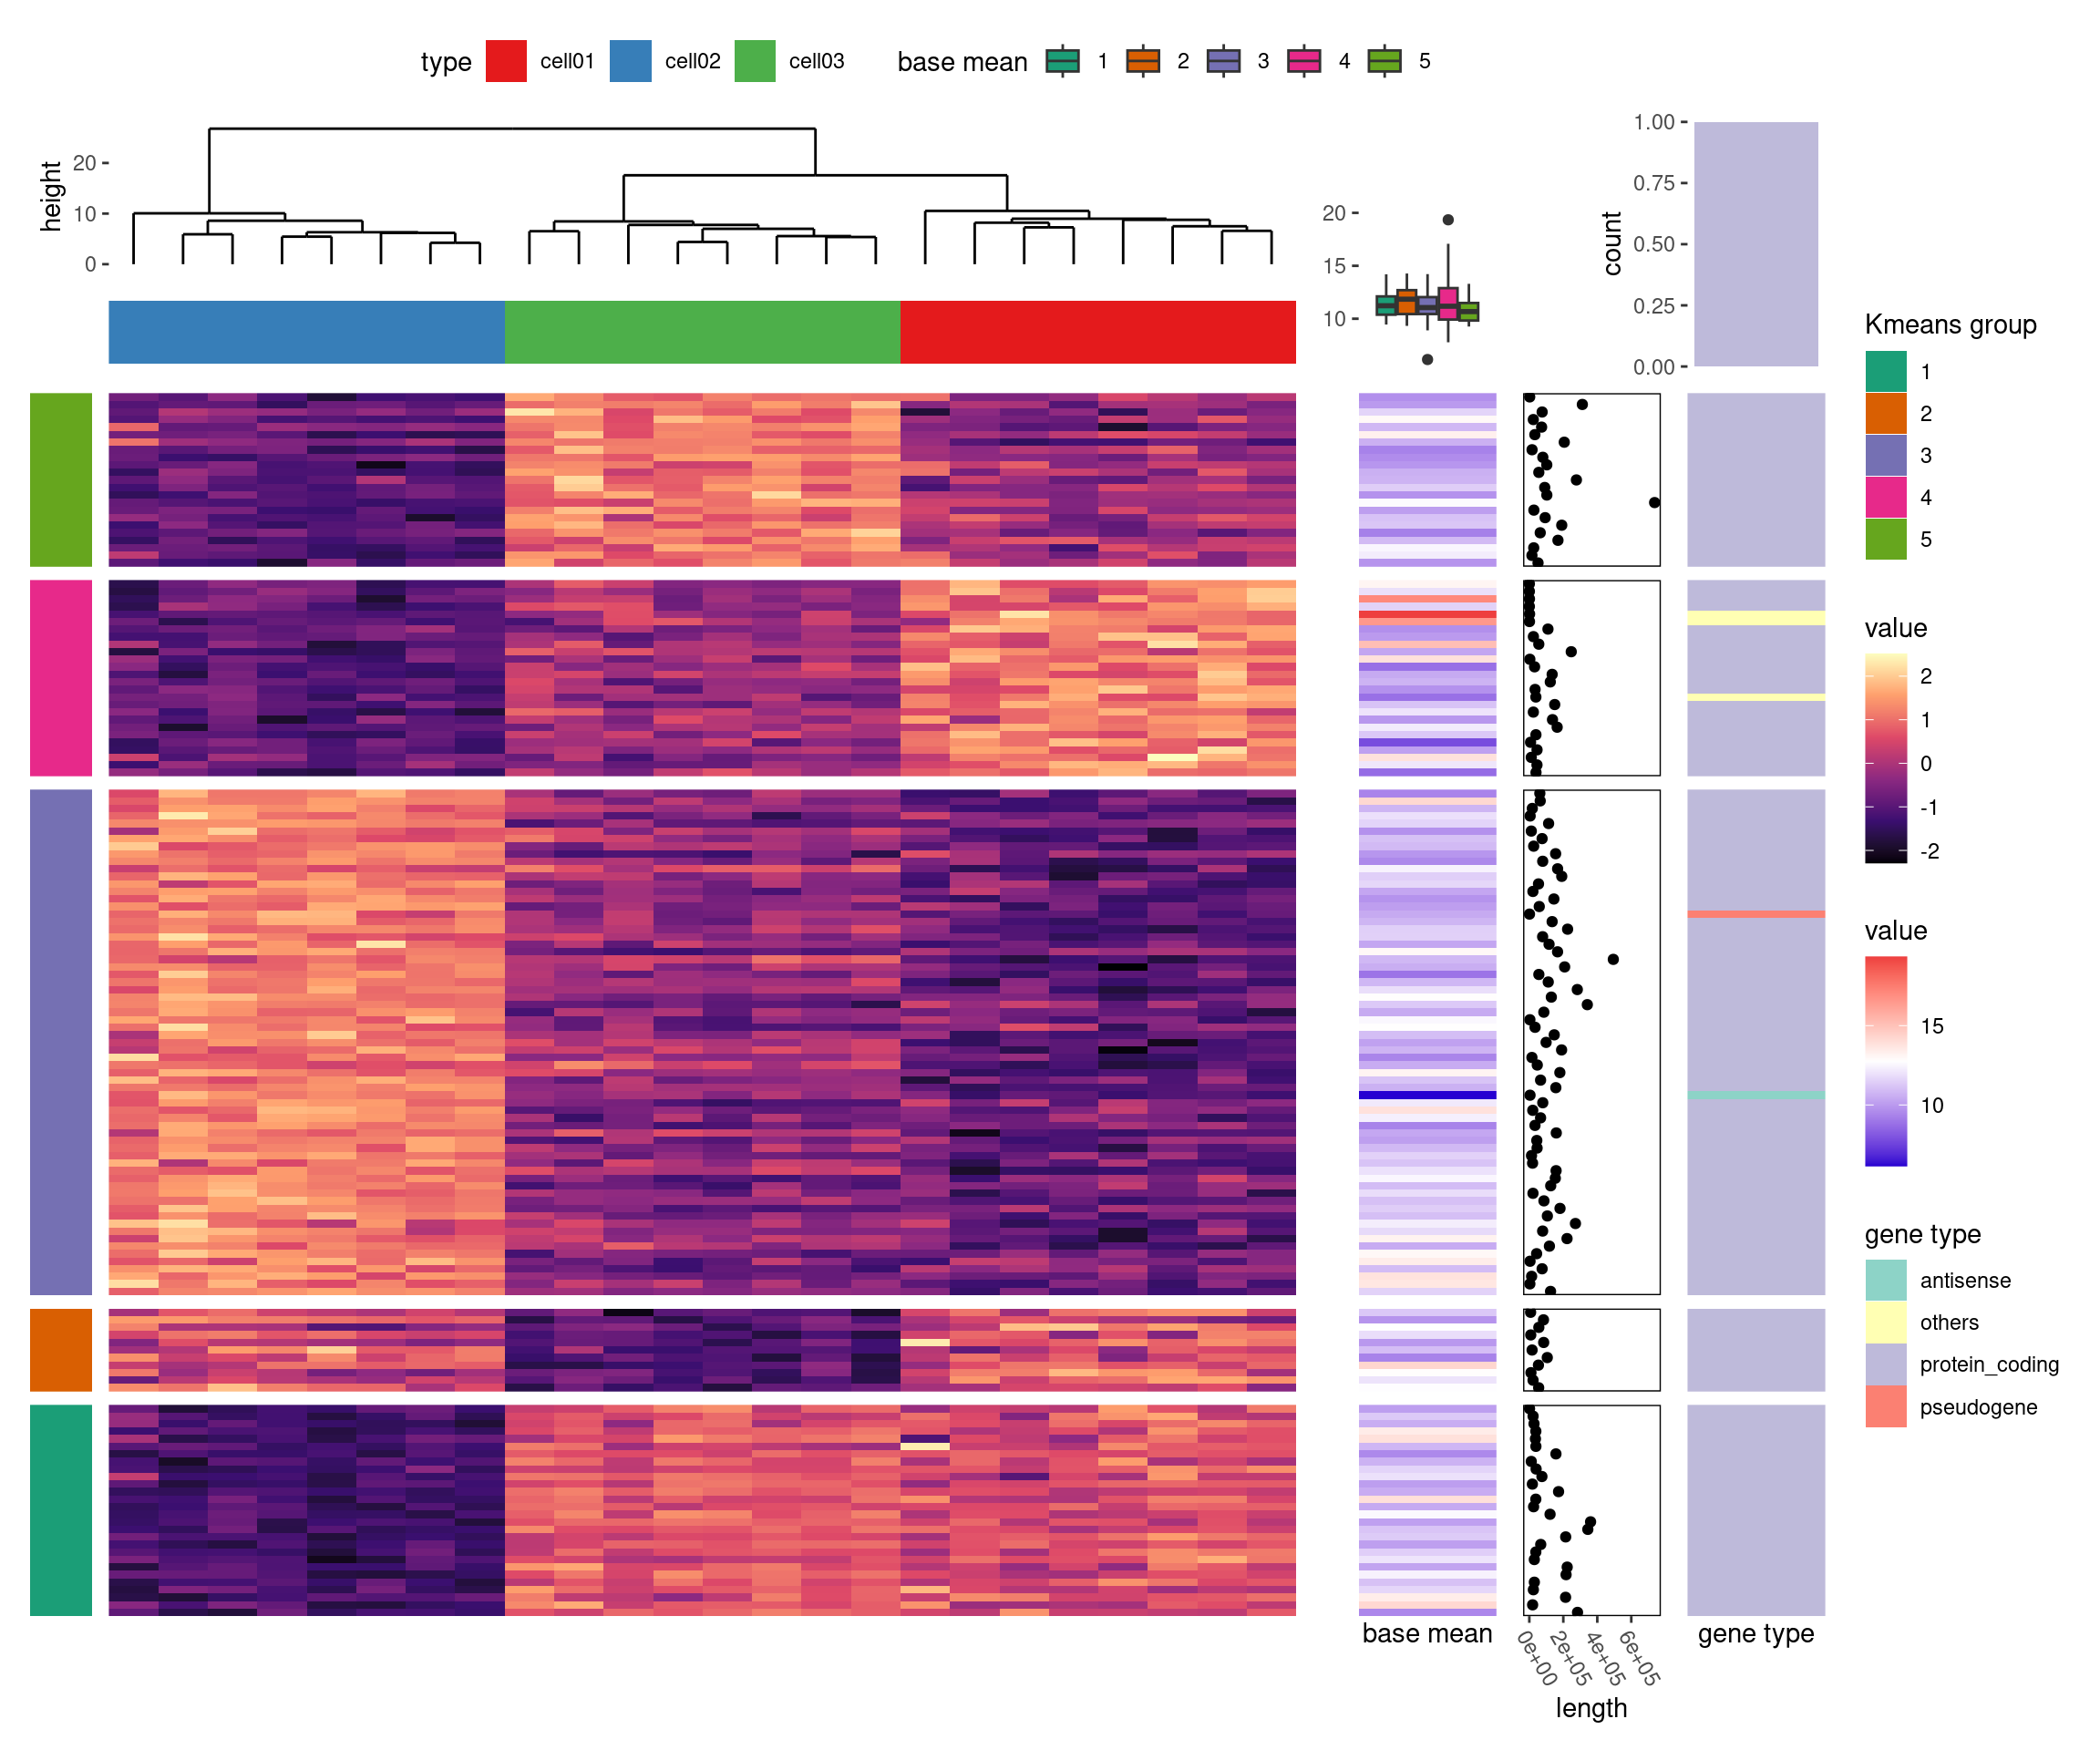 type cell01 cell02 cell03 base mean 1 2 3 4 5
height
20
10
0
20
15
10
count
1.00
0.75
0.50
0.25
0.00
Kmeans group
1
2
3
4
5
value
2
1
0
-1
-2
value
15
10
gene type
antisense
others
protein_coding
pseudogene
base mean
0e+00
2e+05
4e+05
6e+05
length
gene type